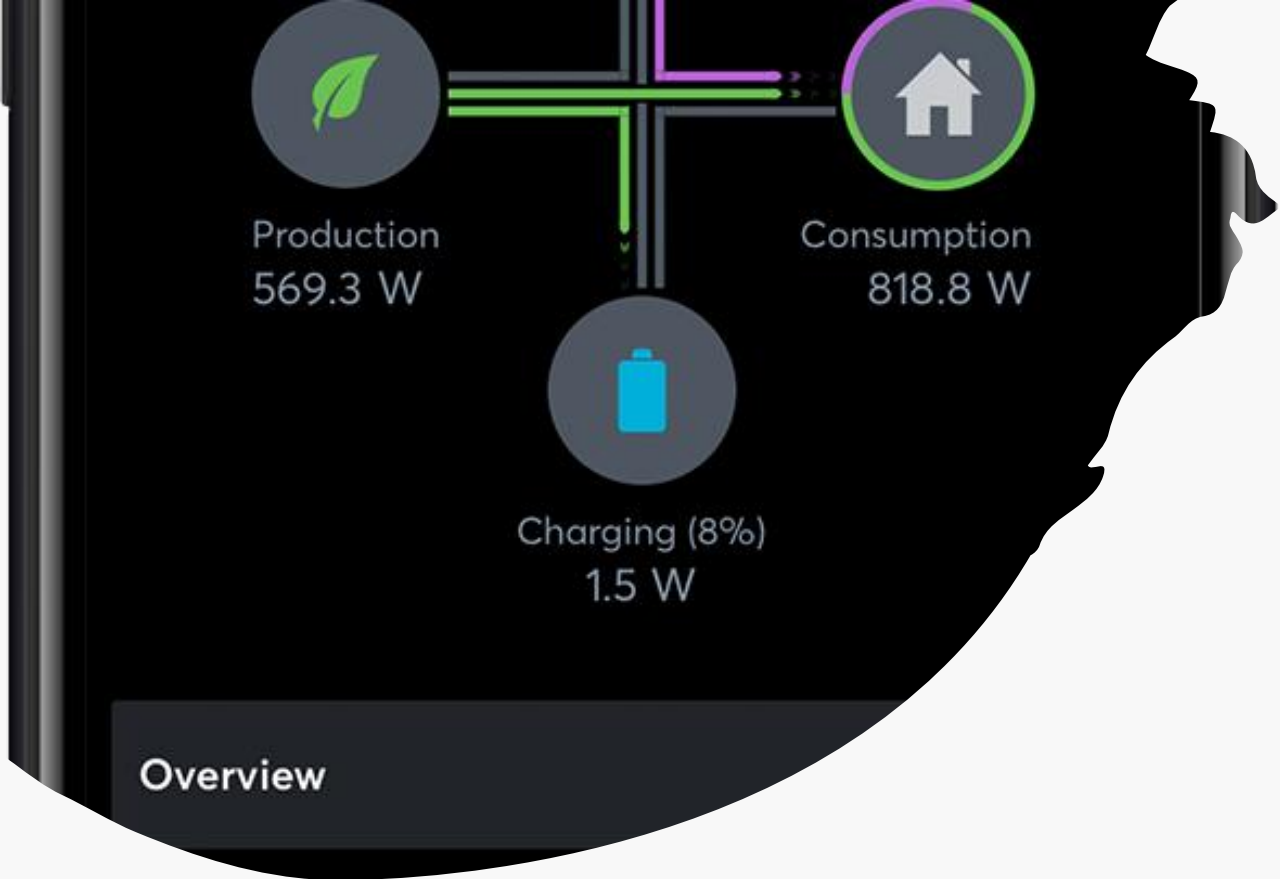 Production
569.3 W
Consumption
818.8 W
Charging (8%)
1.5 W
Overview